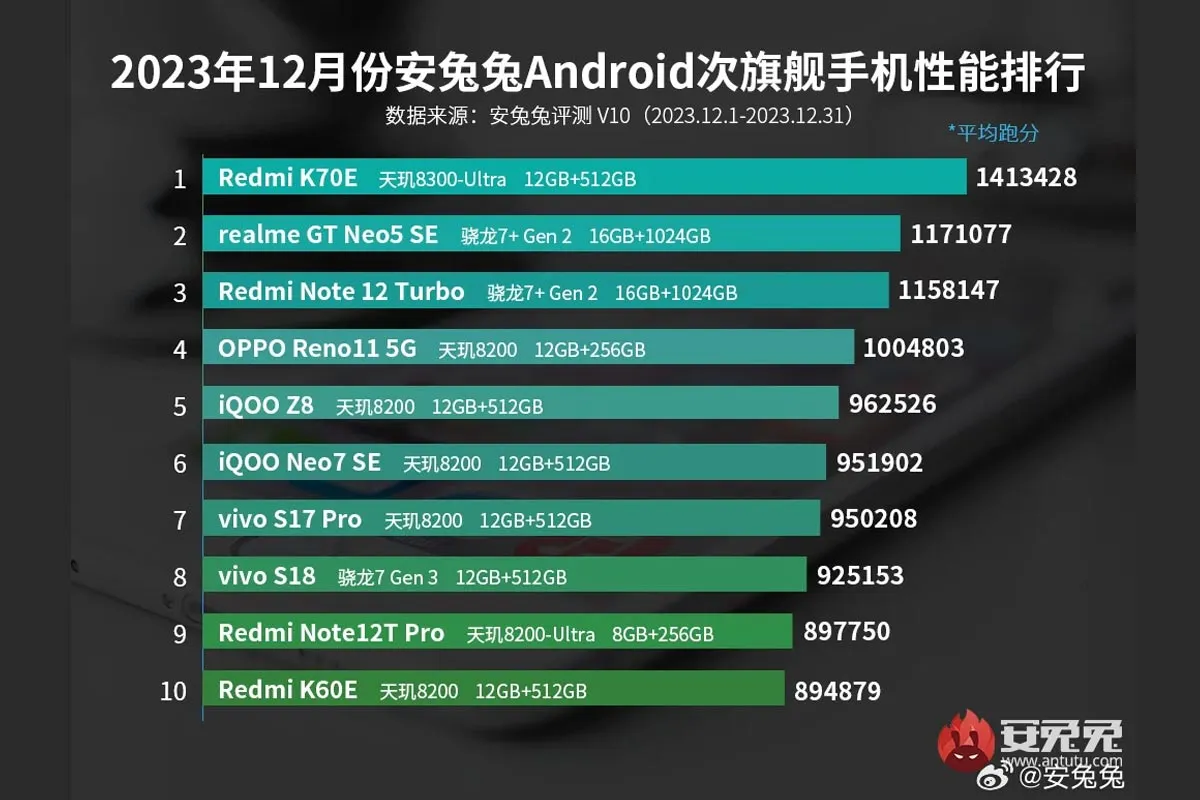 2023年12月份安兔兔Android次旗舰手机性能排行
数据来源：安兔兔评测 V10（2023.12.1-2023.12.31）
*平均跑分
1 Redmi K70E 天玑8300-Ultra 12GB+512GB 1413428
2 realme GT Neo5 SE 骁龙7+ Gen 2 16GB+1024GB 1171077
3 Redmi Note 12 Turbo 骁龙7+ Gen 2 16GB+1024GB 1158147
4 OPPO Reno11 5G 天玑8200 12GB+256GB 1004803
5 iQOO Z8 天玑8200 12GB+512GB 962526
6 iQOO Neo7 SE 天玑8200 12GB+512GB 951902
7 vivo S17 Pro 天玑8200 12GB+512GB 950208
8 vivo S18 骁龙7 Gen 3 12GB+512GB 925153
9 Redmi Note12T Pro 天玑8200-Ultra 8GB+256GB 897750
10 Redmi K60E 天玑8200 12GB+512GB 894879
安兔兔
www.antutu.com
@安兔兔